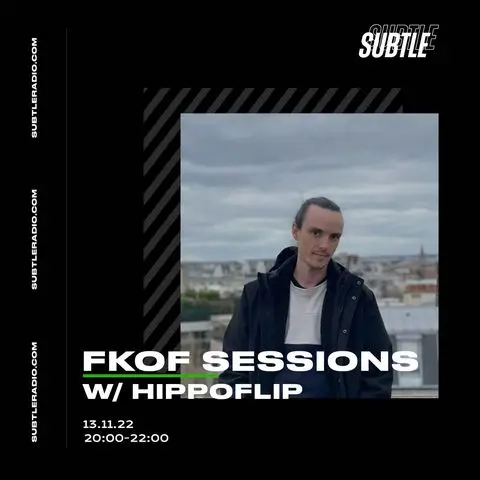 SUBTLE
SUBTLERADIO.COM
SUBTLERADIO.COM
SUBTLERADIO.COM
FKOF SESSIONS
W/ HIPPOFLIP
13.11.22
20:00-22:00